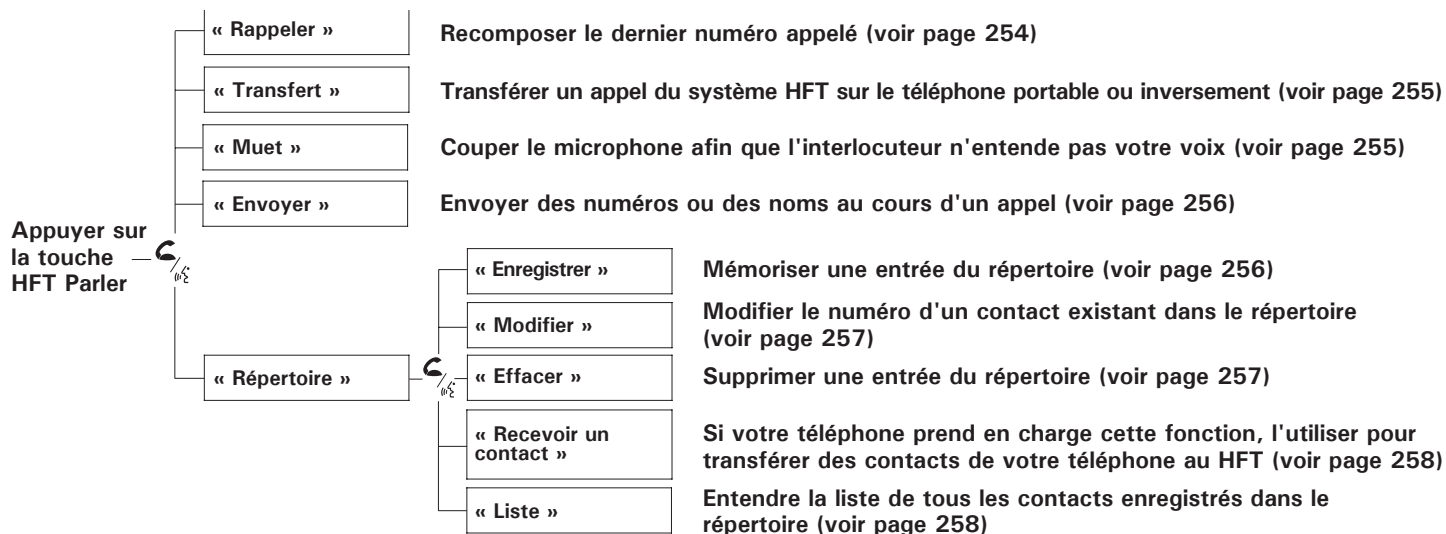 « Rappeler » Recomposer le dernier numéro appelé (voir page 254)
« Transfert » Transférer un appel du système HFT sur le téléphone portable ou inversement (voir page 255)
« Muet » Couper le microphone afin que l'interlocuteur n'entende pas votre voix (voir page 255)
« Envoyer » Envoyer des numéros ou des noms au cours d'un appel (voir page 256)
Appuyer sur
la touche
HFT Parler
« Répertoire »
« Enregistrer » Mémoriser une entrée du répertoire (voir page 256)
« Modifier » Modifier le numéro d'un contact existant dans le répertoire
(voir page 257)
« Effacer » Supprimer une entrée du répertoire (voir page 257)
« Recevoir un
contact »
Si votre téléphone prend en charge cette fonction, l'utiliser pour
transférer des contacts de votre téléphone au HFT (voir page 258)
« Liste » Entendre la liste de tous les contacts enregistrés dans le
répertoire (voir page 258)